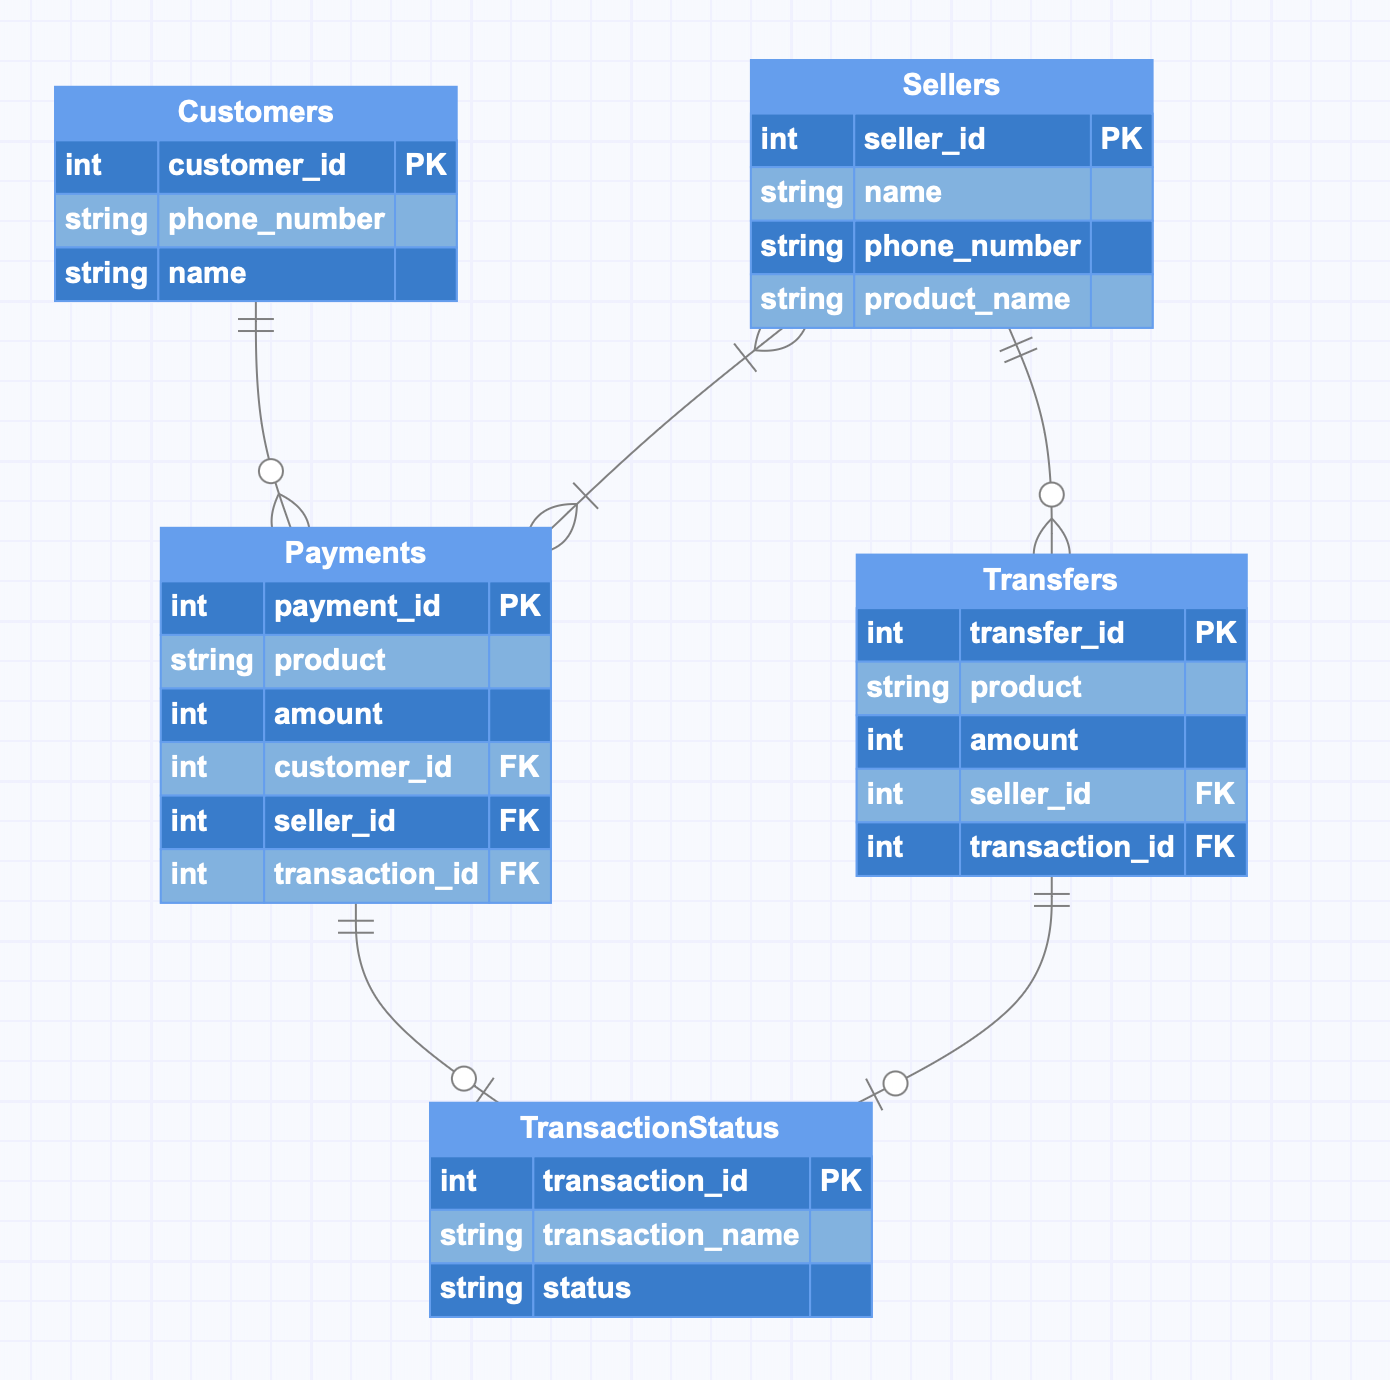 Customers
int customer_id PK
string phone_number
string name
Sellers
int seller_id PK
string name
string phone_number
string product_name
Payments
int payment_id PK
string product
int amount
int customer_id FK
int seller_id FK
int transaction_id FK
Transfers
int transfer_id PK
string product
int amount
int seller_id FK
int transaction_id FK
TransactionStatus
int transaction_id PK
string transaction_name
string status